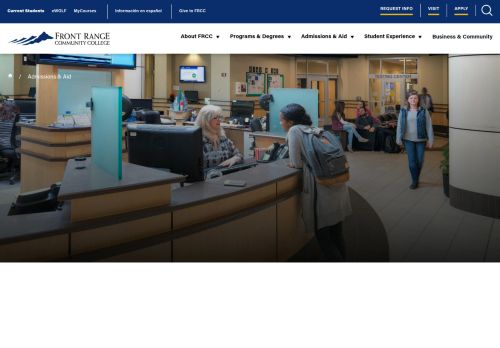 Current Students eWOLF MyCourses Información en español Give to FRCC REQUEST INFO VISIT APPLY
FRONT RANGE
COMMUNITY COLLEGE
About FRCC Programs & Degrees Admissions & Aid Student Experience Business & Community
/ Admissions & Aid
TESTING CENTER